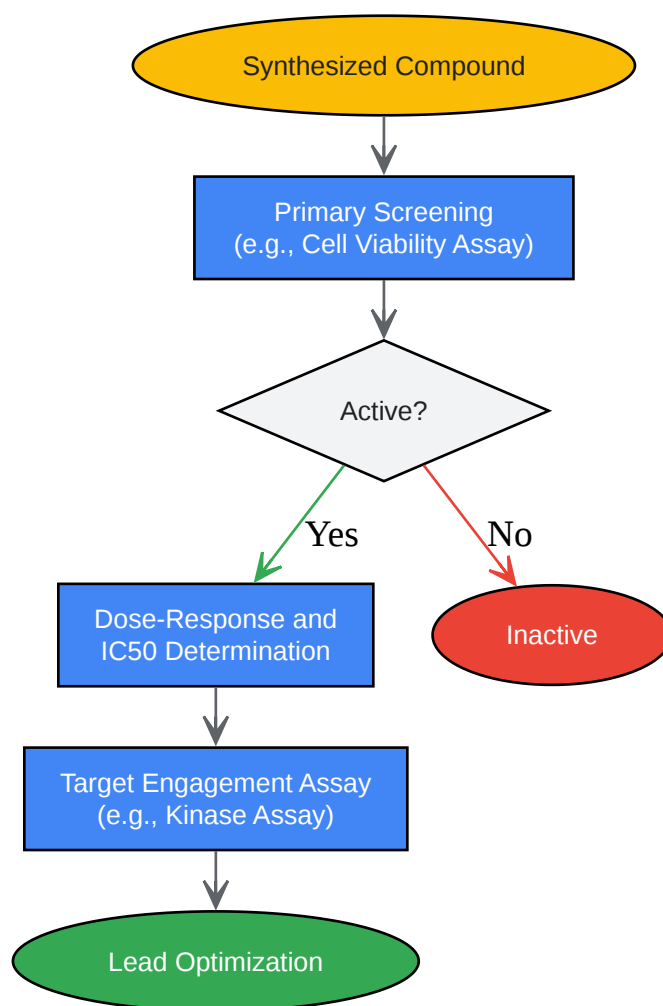 Synthesized Compound
Primary Screening
(e.g., Cell Viability Assay)
Active?
Yes
No
Dose-Response and
IC50 Determination
Inactive
Target Engagement Assay
(e.g., Kinase Assay)
Lead Optimization